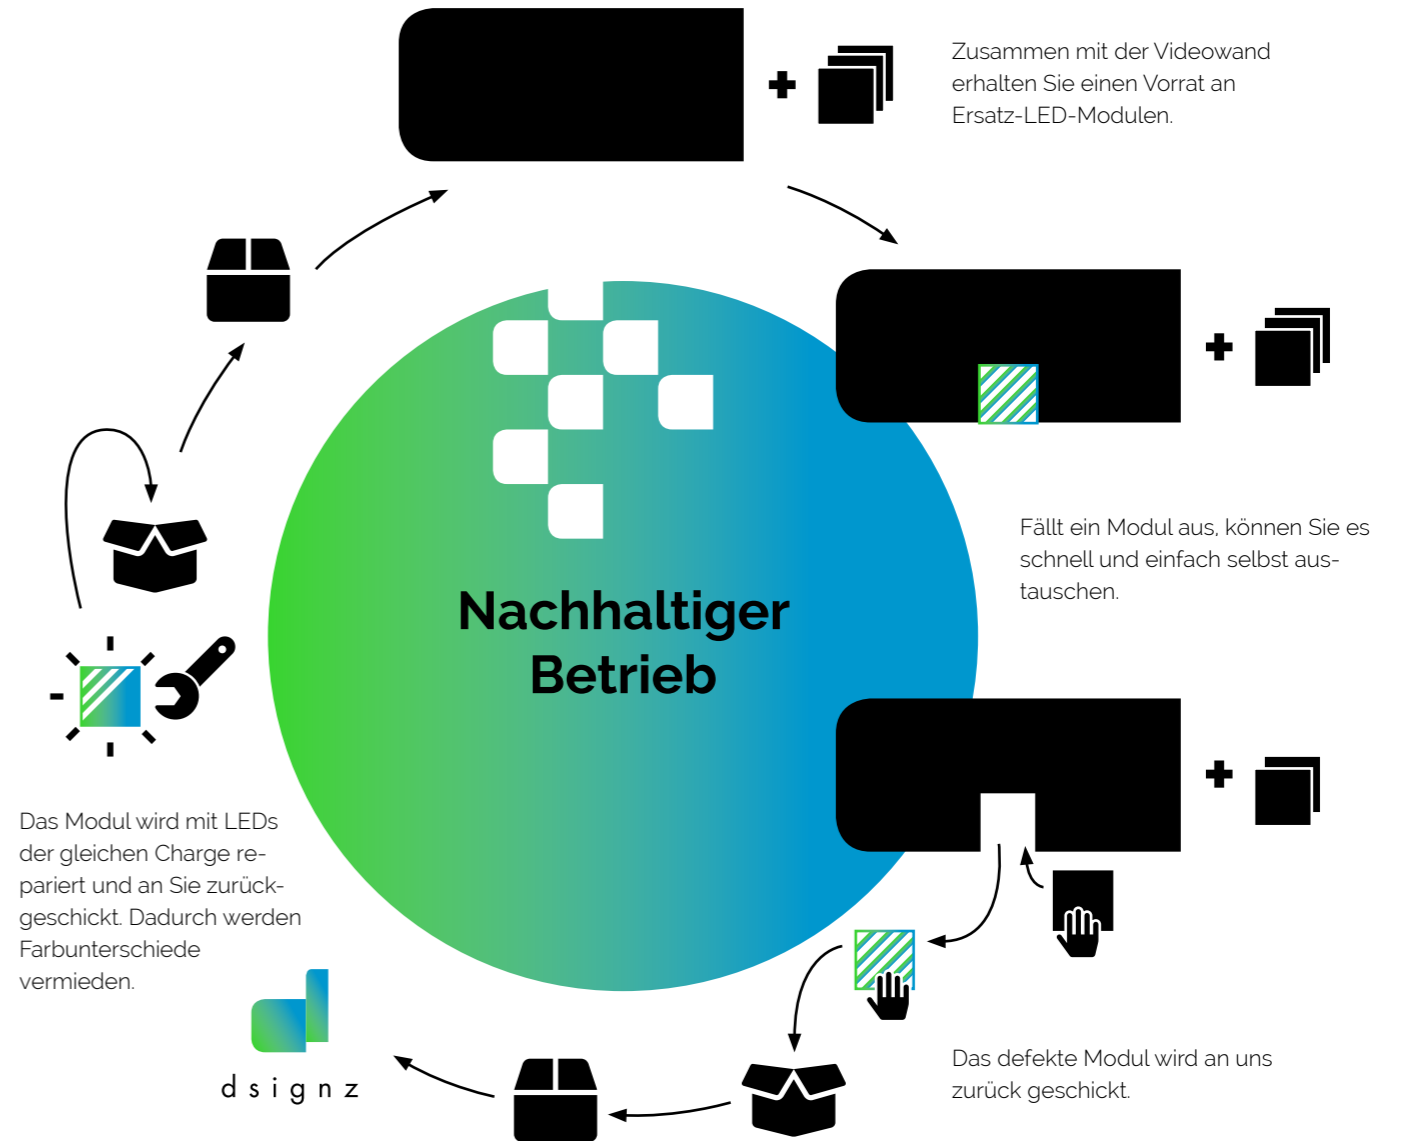 Zusammen mit der Videowand
erhalten Sie einen Vorrat an
Ersatz-LED-Modulen.
Fällt ein Modul aus, können Sie es
schnell und einfach selbst aus-
tauschen.
Nachhaltiger
Betrieb
Das defekte Modul wird an uns
zurück geschickt.
Das Modul wird mit LEDs
der gleichen Charge re-
pariert und an Sie zurück-
geschickt. Dadurch werden
Farbunterschiede
vermieden.
dsignz